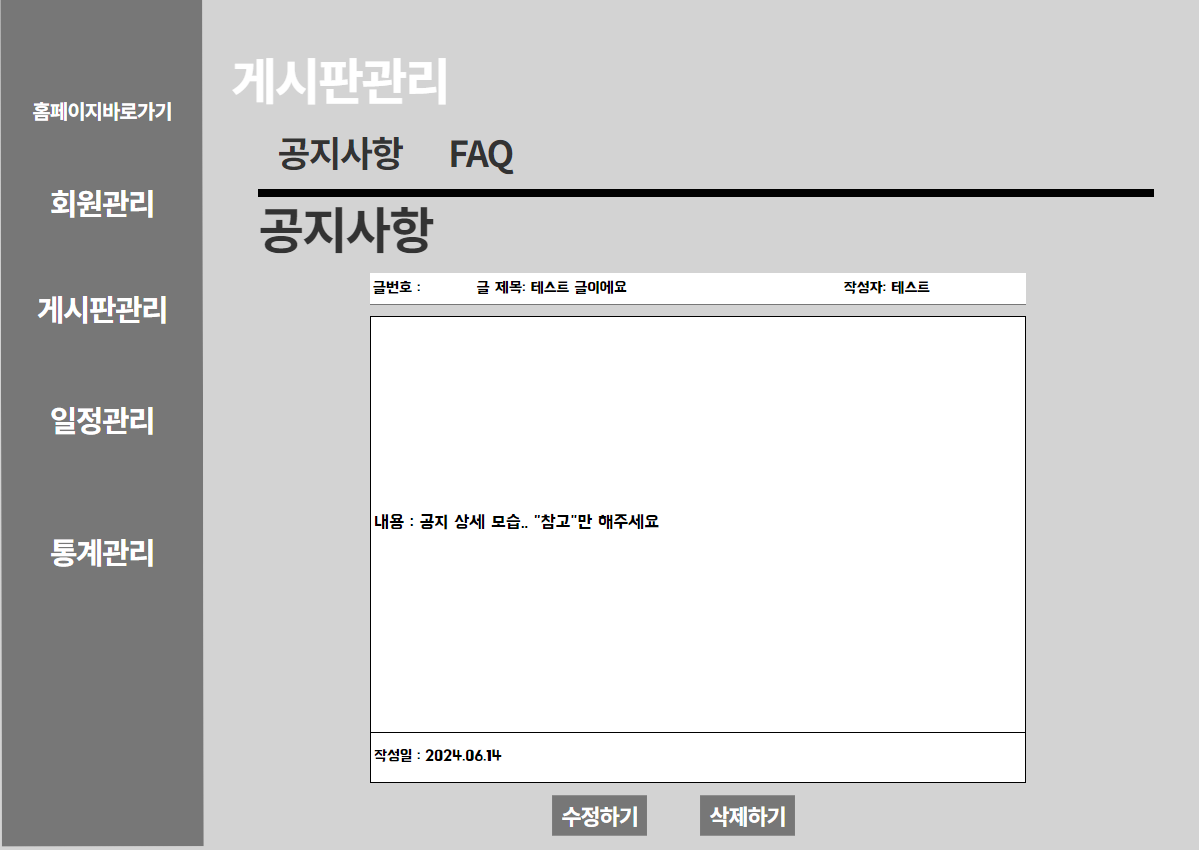 홈페이지바로가기
회원관리
게시판관리
일정관리
통계관리
게시판관리
공지사항 FAQ
공지사항
글번호 : 글 제목: 테스트 글이에요 작성자: 테스트
내용 : 공지 상세 모습.. "참고"만 해주세요
작성일 : 2024.06.14
수정하기 삭제하기